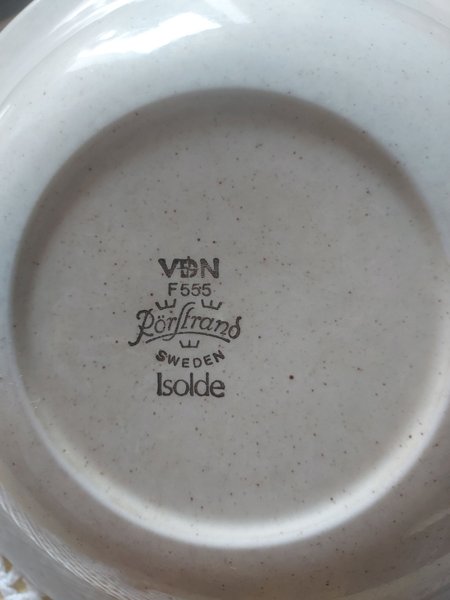 VDN
F555
Rörstrand
SWEDEN
Isolde